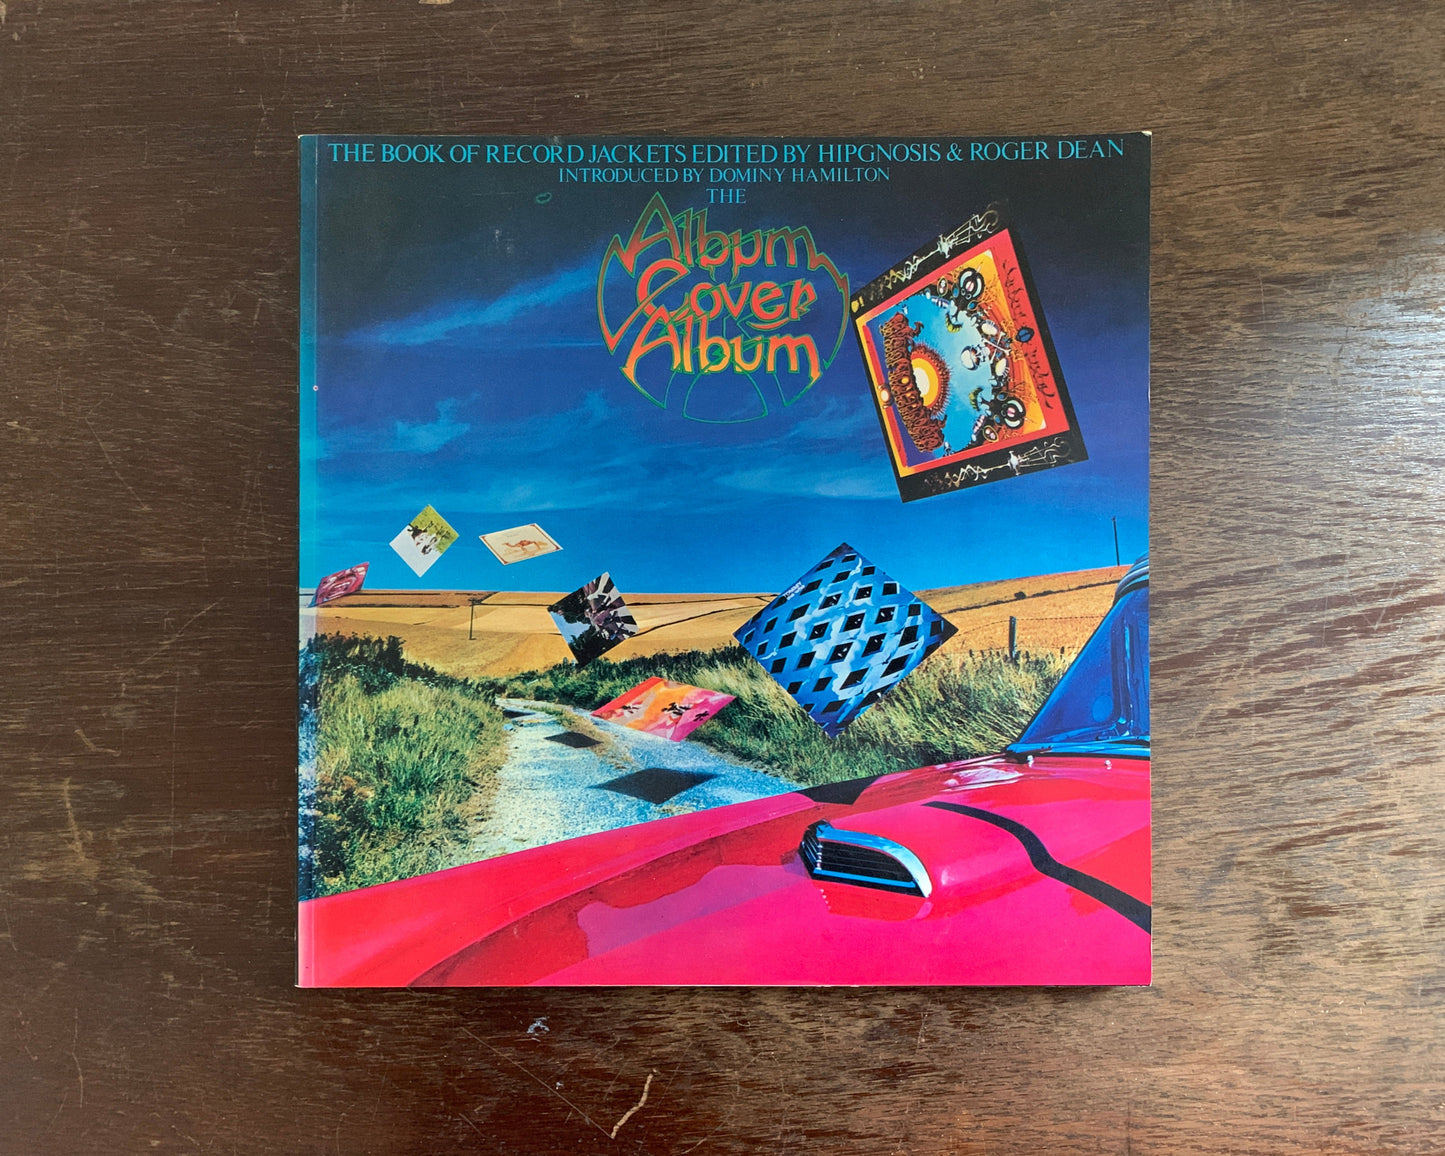 THE BOOK OF RECORD JACKETS EDITED BY HIPGNOSIS & ROGER DEAN
INTRODUCED BY DOMINY HAMILTON
THE
Album
Cover
Album